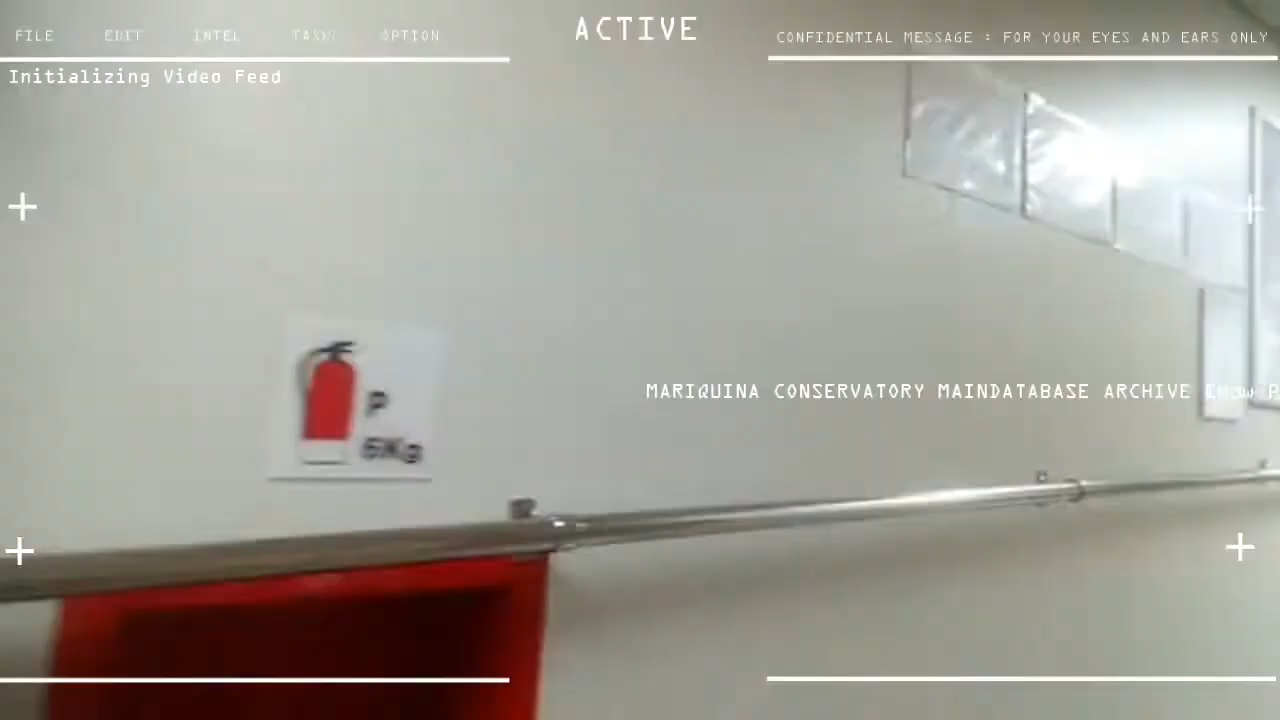 FILE EDIT INTEL TASK OPTION
ACTIVE
CONFIDENTIAL MESSAGE : FOR YOUR EYES AND EARS ONLY
Initializing Video Feed
P
6Kg
MARIQUINA CONSERVATORY MAINDATABASE ARCHIVE